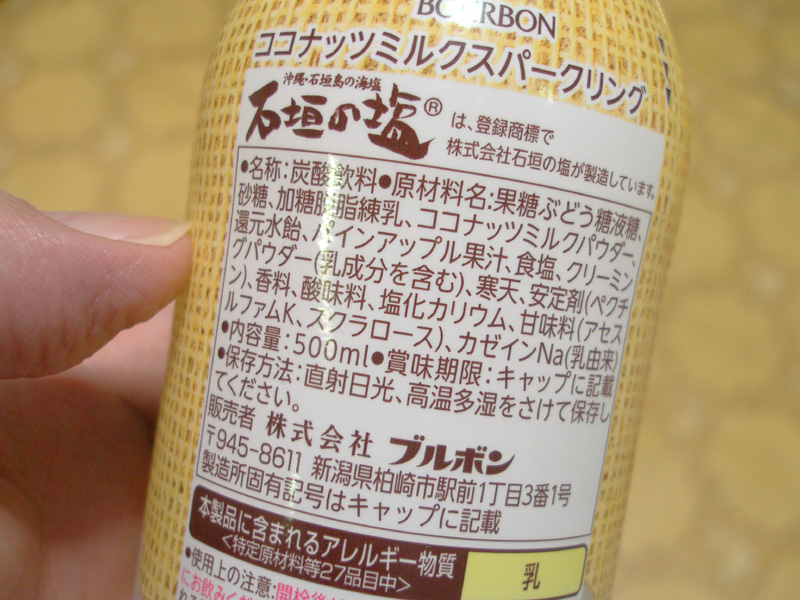 BOURBON
ココナッツミルクスパークリング
沖縄・石垣島の海塩
石垣の塩® は、登録商標で
株式会社石垣の塩が製造しています。
●名称:炭酸飲料●原材料名:果糖ぶどう糖液糖、
砂糖、加糖脱脂練乳、ココナッツミルクパウダー、
還元水飴、パインアップル果汁、食塩、クリーミン
グパウダー(乳成分を含む)、寒天、安定剤(ペクチ
ン)、香料、酸味料、塩化カリウム、甘味料(アセス
ルファムK、スクラロース)、カゼインNa(乳由来)
●内容量:500ml●賞味期限:キャップに記載
●保存方法:直射日光、高温多湿をさけて保存し
てください。
販売者 株式会社 ブルボン
〒945-8611 新潟県柏崎市駅前1丁目3番1号
製造所固有記号はキャップに記載
本製品に含まれるアレルギー物質
<特定原材料等27品目中>
乳
●使用上の注意:開栓後
にお飲みくだ